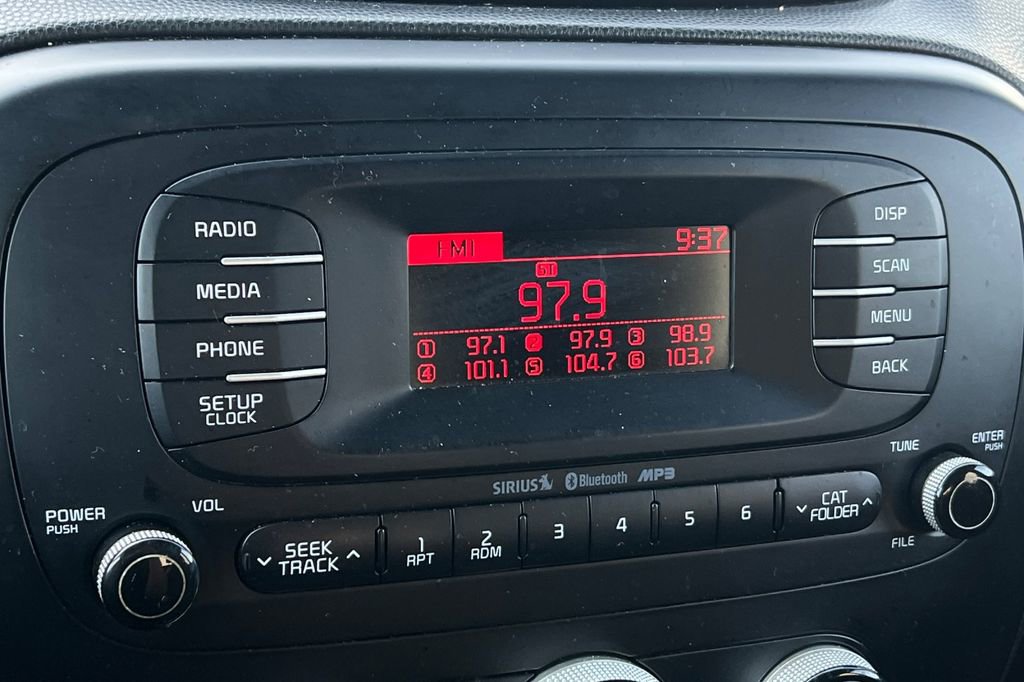 RADIO
MEDIA
PHONE
SETUP
CLOCK
FM1 9:37
ST
97.9
1 97.1 2 97.9 3 98.9
4 101.1 5 104.7 6 103.7
DISP
SCAN
MENU
BACK
SIRIUS Bluetooth MP3
POWER
PUSH
VOL
SEEK
TRACK
1
RPT
2
RDM
3
4
5
6
CAT
FOLDER
TUNE
ENTER
PUSH
FILE